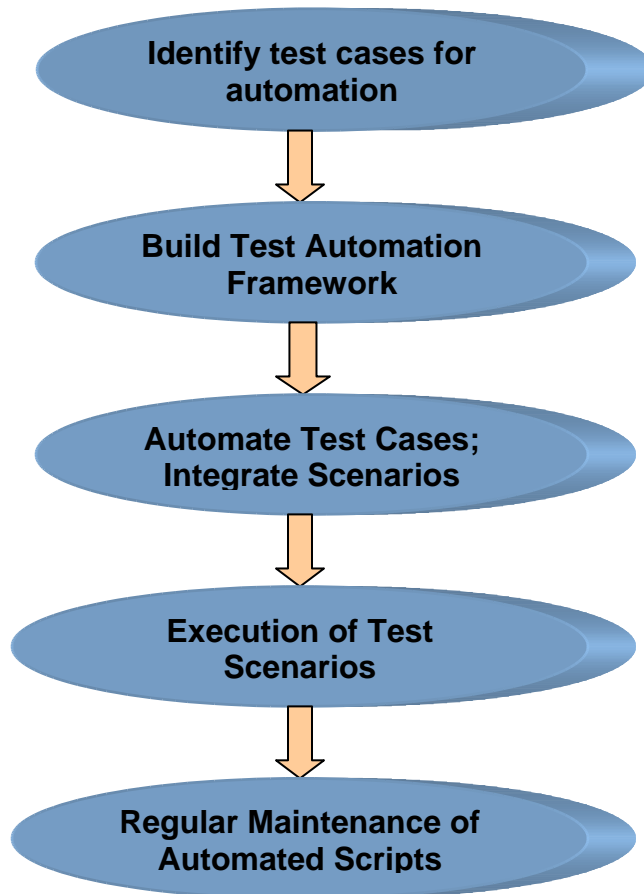 Identify test cases for
automation
Build Test Automation
Framework
Automate Test Cases;
Integrate Scenarios
Execution of Test
Scenarios
Regular Maintenance of
Automated Scripts